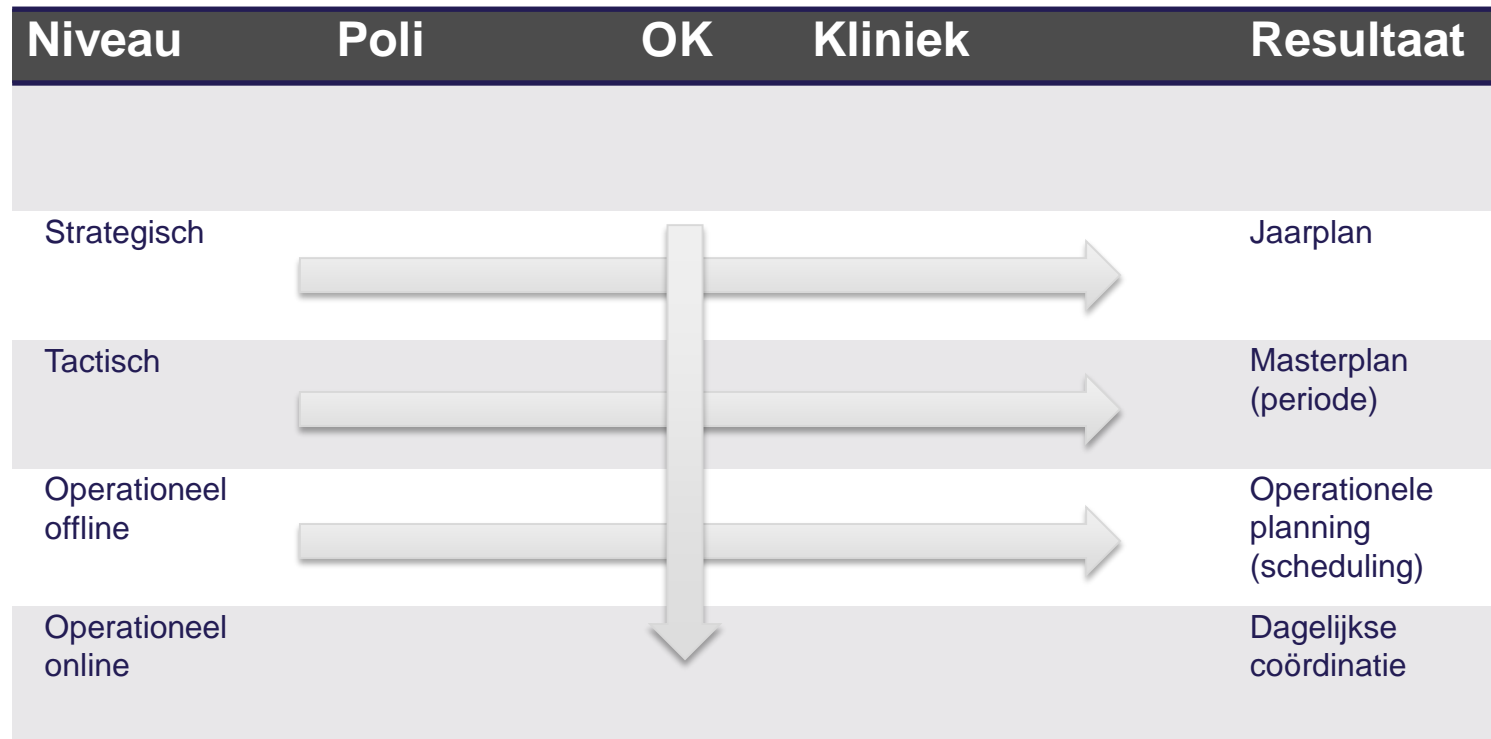 Niveau Poli OK Kliniek Resultaat
Strategisch Jaarplan
Tactisch Masterplan
(periode)
Operationeel Operationele
offline planning
(scheduling)
Operationeel Dagelijkse
online coördinatie